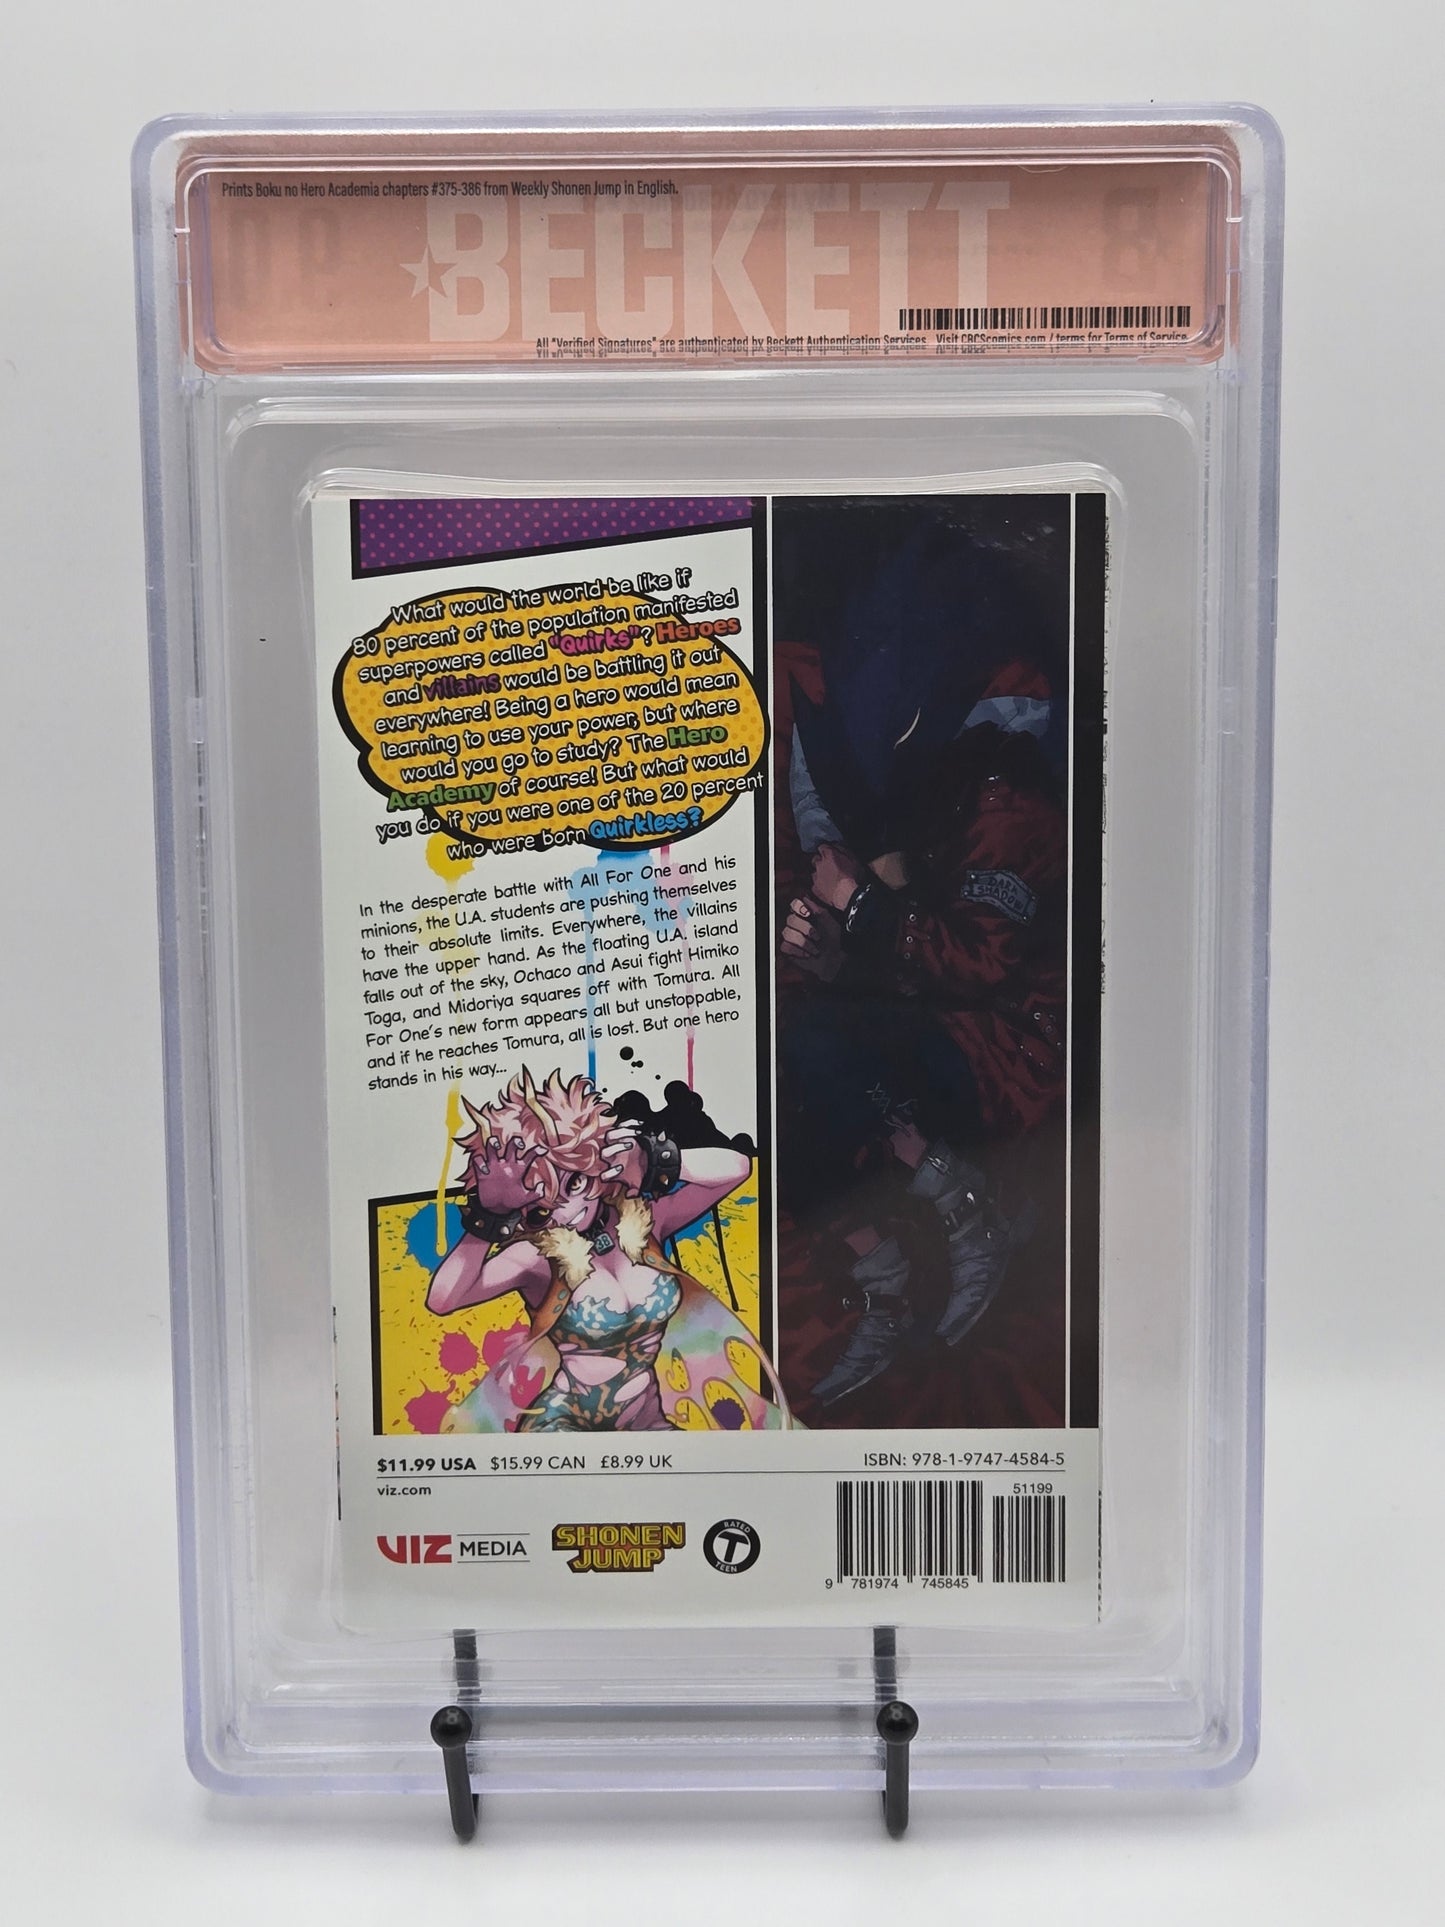 Prints Boku no Hero Academia chapters #375-386 from Weekly Shonen Jump in English.
BECKETT
All "Verified Signatures" are authenticated by Beckett Authentication Services Visit CBCScomics.com / terms for Terms of Service
What would the world be like if
80 percent of the population manifested
superpowers called "Quirks"? Heroes
and villains would be battling it out
everywhere! Being a hero would mean
learning to use your power, but where
would you go to study? The Hero
Academy of course! But what would
you do if you were one of the 20 percent
who were born Quirkless?
In the desperate battle with All For One and his
minions, the U.A. students are pushing themselves
to their absolute limits. Everywhere, the villains
have the upper hand. As the floating U.A. island
falls out of the sky, Ochaco and Asui fight Himiko
Toga, and Midoriya squares off with Tomura. All
For One's new form appears all but unstoppable,
and if he reaches Tomura, all is lost. But one hero
stands in his way...
DARK
SHADOW
38
$11.99 USA $15.99 CAN £8.99 UK
ISBN: 978-1-9747-4584-5
viz.com
51199
VIZ MEDIA
SHONEN
JUMP
RATED
T
TEEN
9 781974 745845
8
8